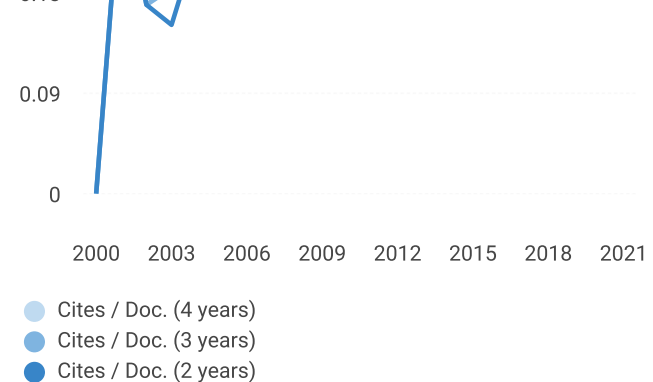 0.09
0
2000 2003 2006 2009 2012 2015 2018 2021
Cites / Doc. (4 years)
Cites / Doc. (3 years)
Cites / Doc. (2 years)